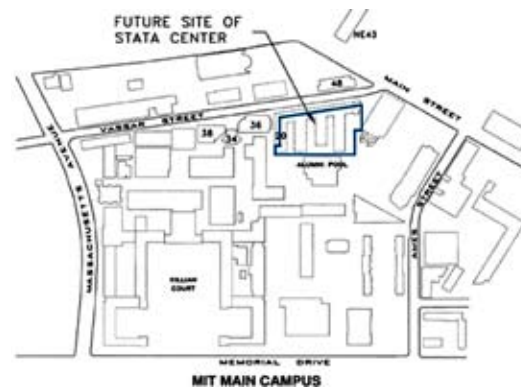 FUTURE SITE OF
STATA CENTER
NE43
48
MAIN STREET
VASSAR STREET
38
34
36
20
ALUMNI POOL
MASSACHUSETTS AVENUE
AMES STREET
KILLIAN
COURT
MEMORIAL DRIVE
MIT MAIN CAMPUS